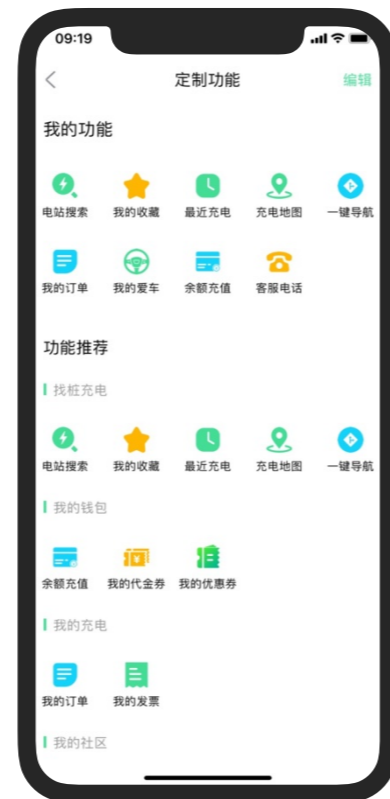 09:19
定制功能 编辑
我的功能
电站搜索 我的收藏 最近充电 充电地图 一键导航
我的订单 我的爱车 余额充值 客服电话
功能推荐
找桩充电
电站搜索 我的收藏 最近充电 充电地图 一键导航
我的钱包
余额充值 我的代金券 我的优惠券
我的充电
我的订单 我的发票
我的社区